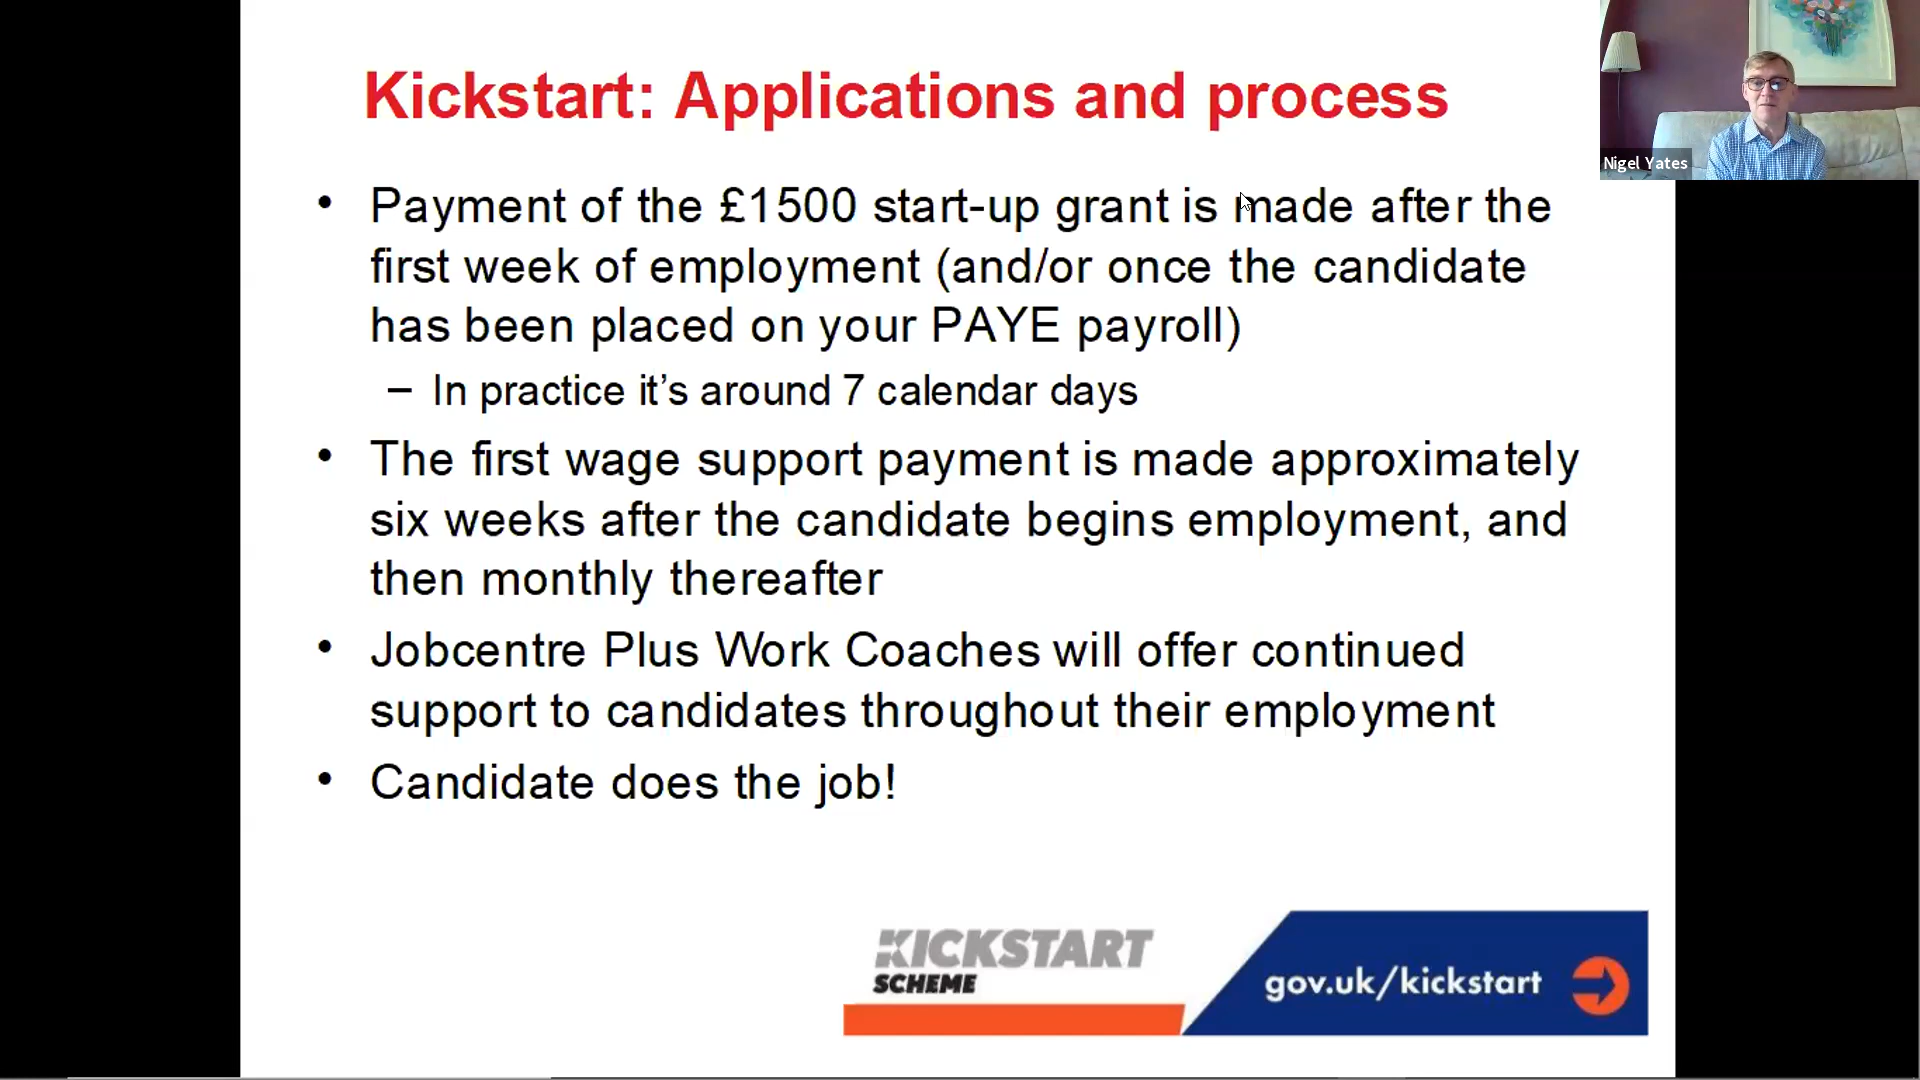 Kickstart: Applications and process
Nigel Yates
• Payment of the £1500 start-up grant is made after the
first week of employment (and/or once the candidate
has been placed on your PAYE payroll)
– In practice it’s around 7 calendar days
• The first wage support payment is made approximately
six weeks after the candidate begins employment, and
then monthly thereafter
• Jobcentre Plus Work Coaches will offer continued
support to candidates throughout their employment
• Candidate does the job!
KICKSTART
SCHEME
gov.uk/kickstart